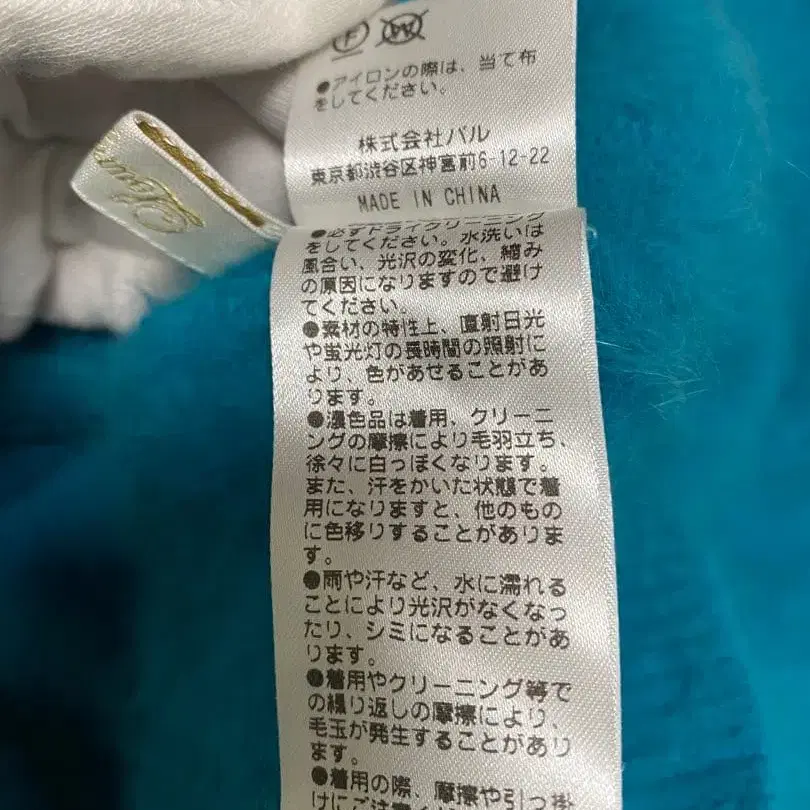 F
●アイロンの際は、当て布
をしてください。
株式会社パル
東京都渋谷区神宮前6-12-22
MADE IN CHINA
●必ずドライクリーニング
をしてください。水洗いは
風合い、光沢の変化、縮み
の原因になりますので避け
てください。
●素材の特性上、直射日光
や蛍光灯の長時間の照射に
より、色があせることがあ
ります。
●濃色品は着用、クリーニ
ングの摩擦により毛羽立ち、
徐々に白っぽくなります。
また、汗をかいた状態で着
用になりますと、他のもの
に色移りすることがありま
す。
●雨や汗など、水に濡れる
ことにより光沢がなくなっ
たり、シミになることがあ
ります。
●着用やクリーニング等で
の繰り返しの摩擦により、
毛玉が発生することがあり
ます。
●着用の際、摩擦や引っ掛
けにご注意くだ